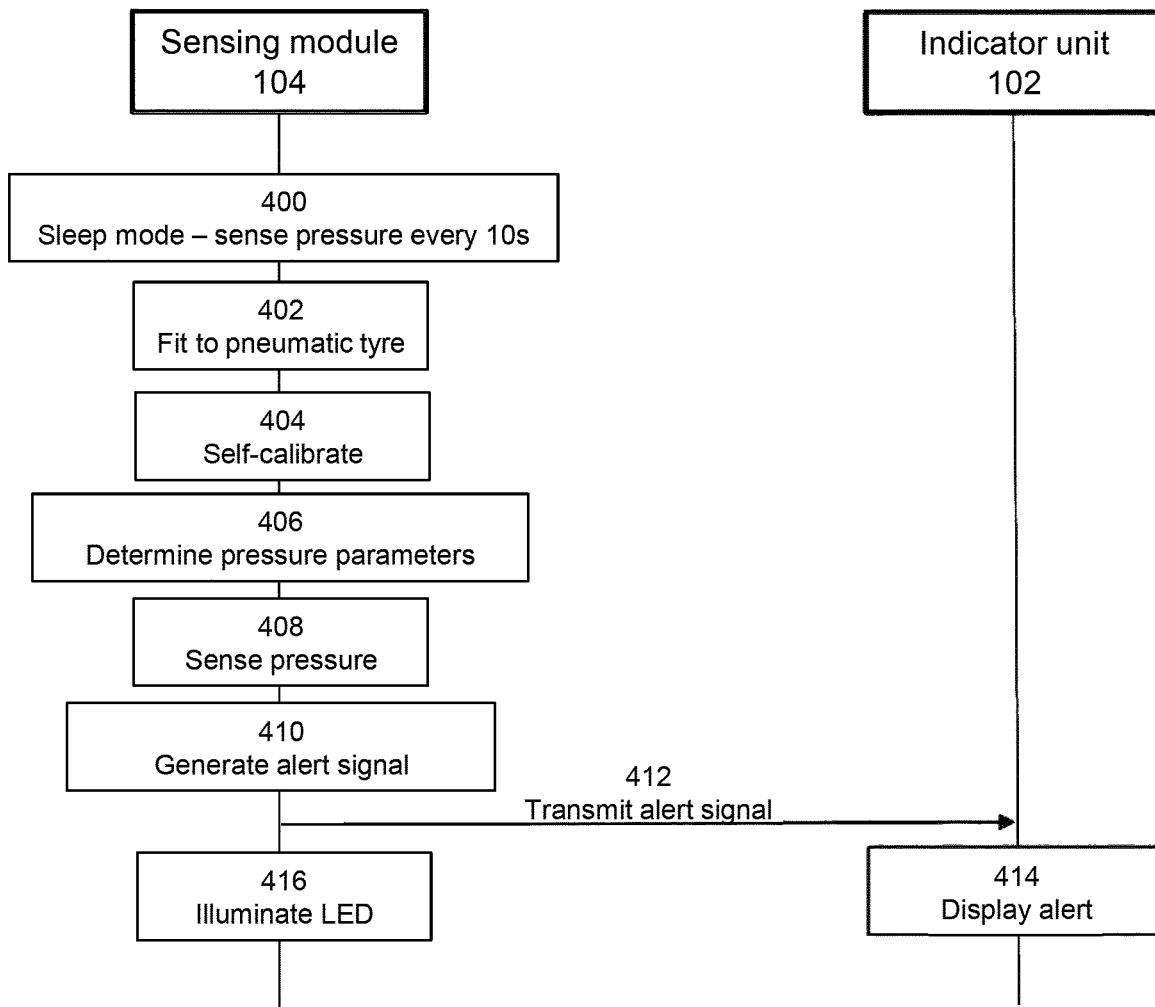 Sensing module
104
Indicator unit
102
400
Sleep mode – sense pressure every 10s
402
Fit to pneumatic tyre
404
Self-calibrate
406
Determine pressure parameters
408
Sense pressure
410
Generate alert signal
412
Transmit alert signal
416
Illuminate LED
414
Display alert